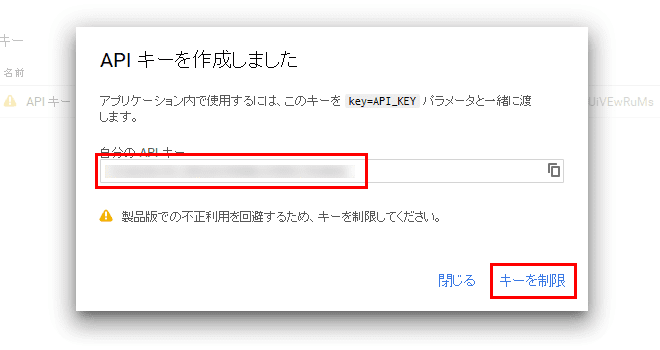 キー
名前
API キー
UiVEwRuMs
API キーを作成しました
アプリケーション内で使用するには、このキーを key=API_KEY パラメータと一緒に渡
します。
自分の API キー
製品版での不正利用を回避するため、キーを制限してください。
閉じる
キーを制限